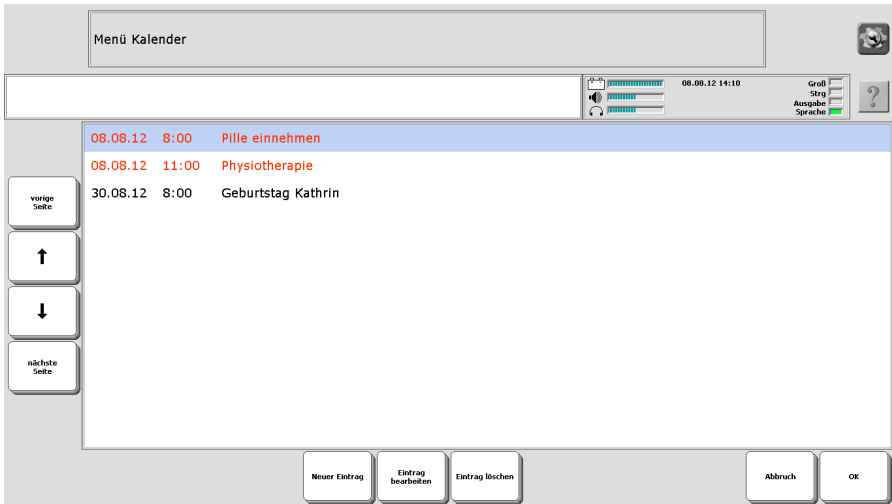 Menü Kalender
08.08.12 14:10
Groß
Strg
Ausgabe
Sprache
?
08.08.12 8:00 Pille einnehmen
08.08.12 11:00 Physiotherapie
30.08.12 8:00 Geburtstag Kathrin
vorige
Seite
nächste
Seite
Neuer Eintrag
Eintrag
bearbeiten
Eintrag löschen
Abbruch
OK